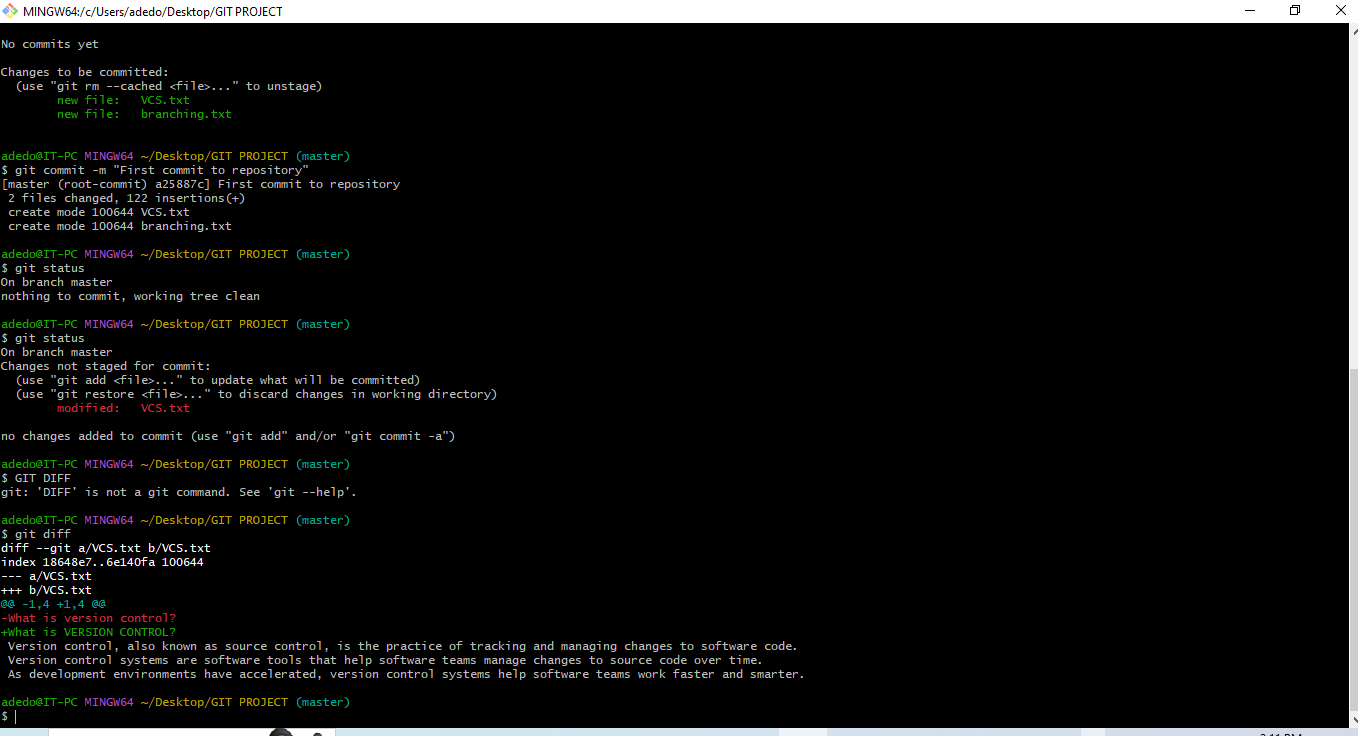 MINGW64:/c/Users/adedo/Desktop/GIT PROJECT
No commits yet
Changes to be committed:
  (use "git rm --cached <file>..." to unstage)
        new file:   VCS.txt
        new file:   branching.txt
adedo@IT-PC MINGW64 ~/Desktop/GIT PROJECT (master)
$ git commit -m "First commit to repository"
[master (root-commit) a25887c] First commit to repository
 2 files changed, 122 insertions(+)
 create mode 100644 VCS.txt
 create mode 100644 branching.txt
adedo@IT-PC MINGW64 ~/Desktop/GIT PROJECT (master)
$ git status
On branch master
nothing to commit, working tree clean
adedo@IT-PC MINGW64 ~/Desktop/GIT PROJECT (master)
$ git status
On branch master
Changes not staged for commit:
  (use "git add <file>..." to update what will be committed)
  (use "git restore <file>..." to discard changes in working directory)
        modified:   VCS.txt
no changes added to commit (use "git add" and/or "git commit -a")
adedo@IT-PC MINGW64 ~/Desktop/GIT PROJECT (master)
$ GIT DIFF
git: 'DIFF' is not a git command. See 'git --help'.
adedo@IT-PC MINGW64 ~/Desktop/GIT PROJECT (master)
$ git diff
diff --git a/VCS.txt b/VCS.txt
index 18648e7..6e140fa 100644
--- a/VCS.txt
+++ b/VCS.txt
@@ -1,4 +1,4 @@
-What is version control?
+What is VERSION CONTROL?
 Version control, also known as source control, is the practice of tracking and managing changes to software code.
 Version control systems are software tools that help software teams manage changes to source code over time.
 As development environments have accelerated, version control systems help software teams work faster and smarter.
adedo@IT-PC MINGW64 ~/Desktop/GIT PROJECT (master)
$